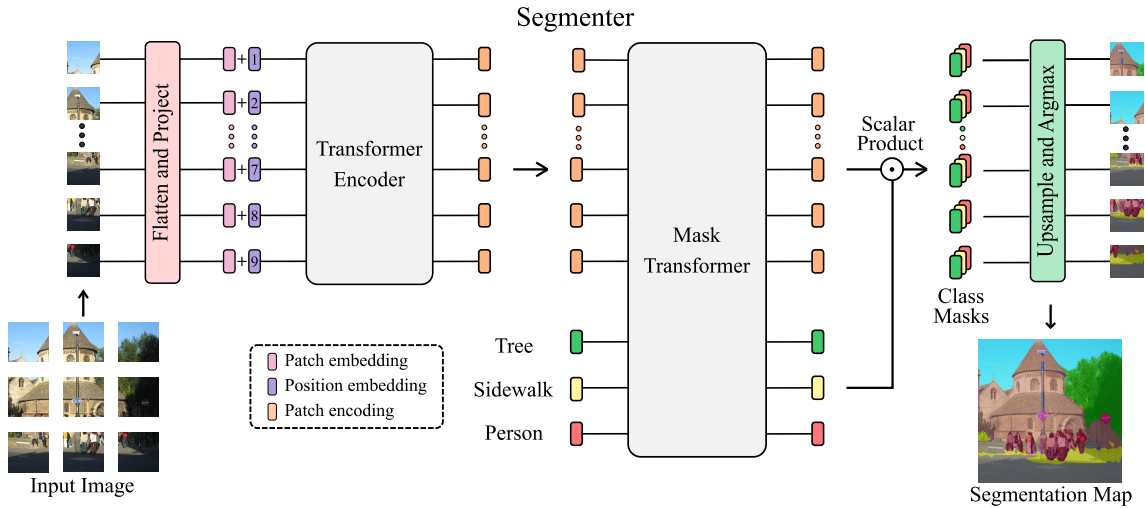 Segmenter
Flatten and Project
+ 1
+ 2
+ 7
+ 8
+ 9
Transformer
Encoder
Mask
Transformer
Scalar
Product
Upsample and Argmax
Class
Masks
Tree
Sidewalk
Person
Patch embedding
Position embedding
Patch encoding
Input Image
Segmentation Map